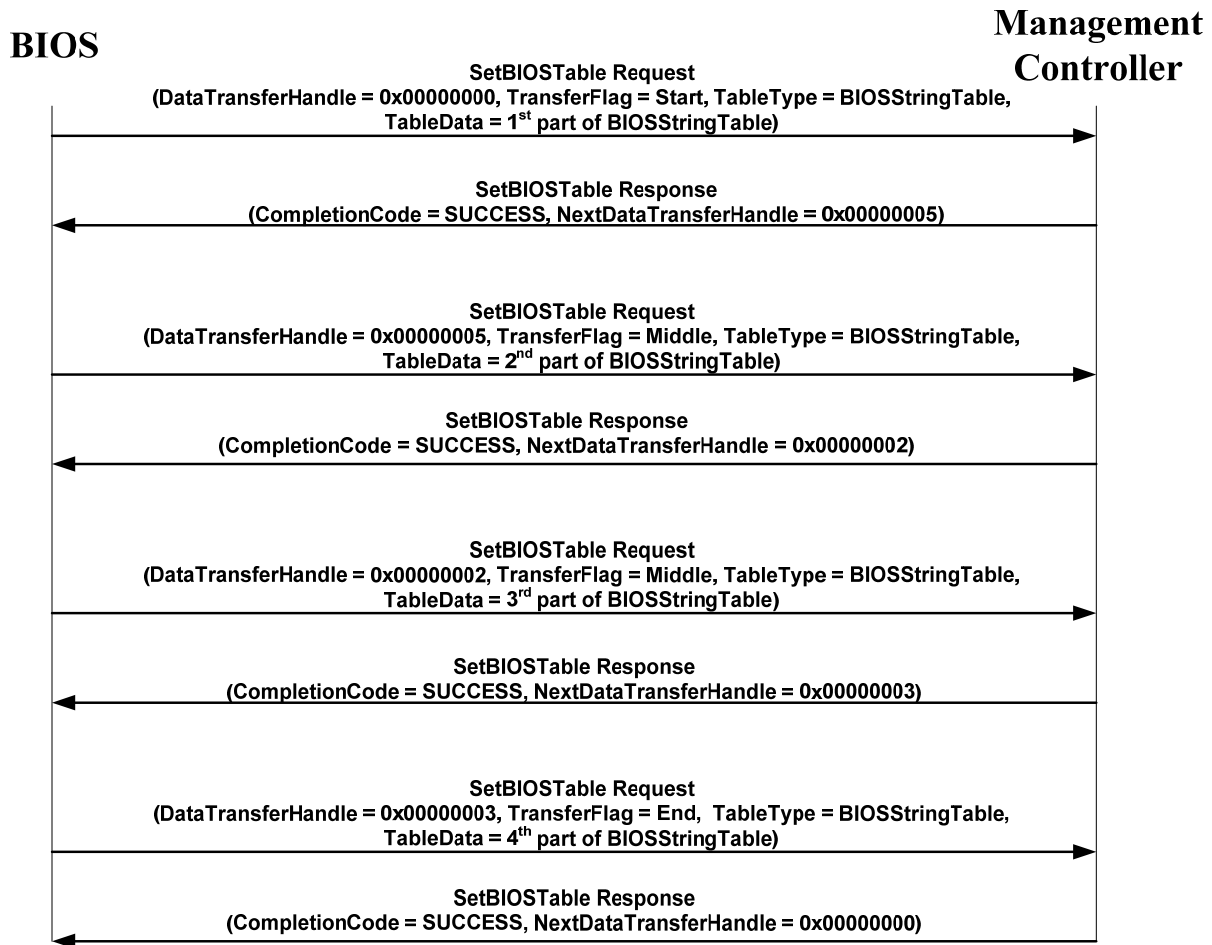 BIOS
Management
Controller
SetBIOSTable Request
(DataTransferHandle = 0x00000000, TransferFlag = Start, TableType = BIOSStringTable,
TableData = 1st part of BIOSStringTable)
SetBIOSTable Response
(CompletionCode = SUCCESS, NextDataTransferHandle = 0x00000005)
SetBIOSTable Request
(DataTransferHandle = 0x00000005, TransferFlag = Middle, TableType = BIOSStringTable,
TableData = 2nd part of BIOSStringTable)
SetBIOSTable Response
(CompletionCode = SUCCESS, NextDataTransferHandle = 0x00000002)
SetBIOSTable Request
(DataTransferHandle = 0x00000002, TransferFlag = Middle, TableType = BIOSStringTable,
TableData = 3rd part of BIOSStringTable)
SetBIOSTable Response
(CompletionCode = SUCCESS, NextDataTransferHandle = 0x00000003)
SetBIOSTable Request
(DataTransferHandle = 0x00000003, TransferFlag = End, TableType = BIOSStringTable,
TableData = 4th part of BIOSStringTable)
SetBIOSTable Response
(CompletionCode = SUCCESS, NextDataTransferHandle = 0x00000000)